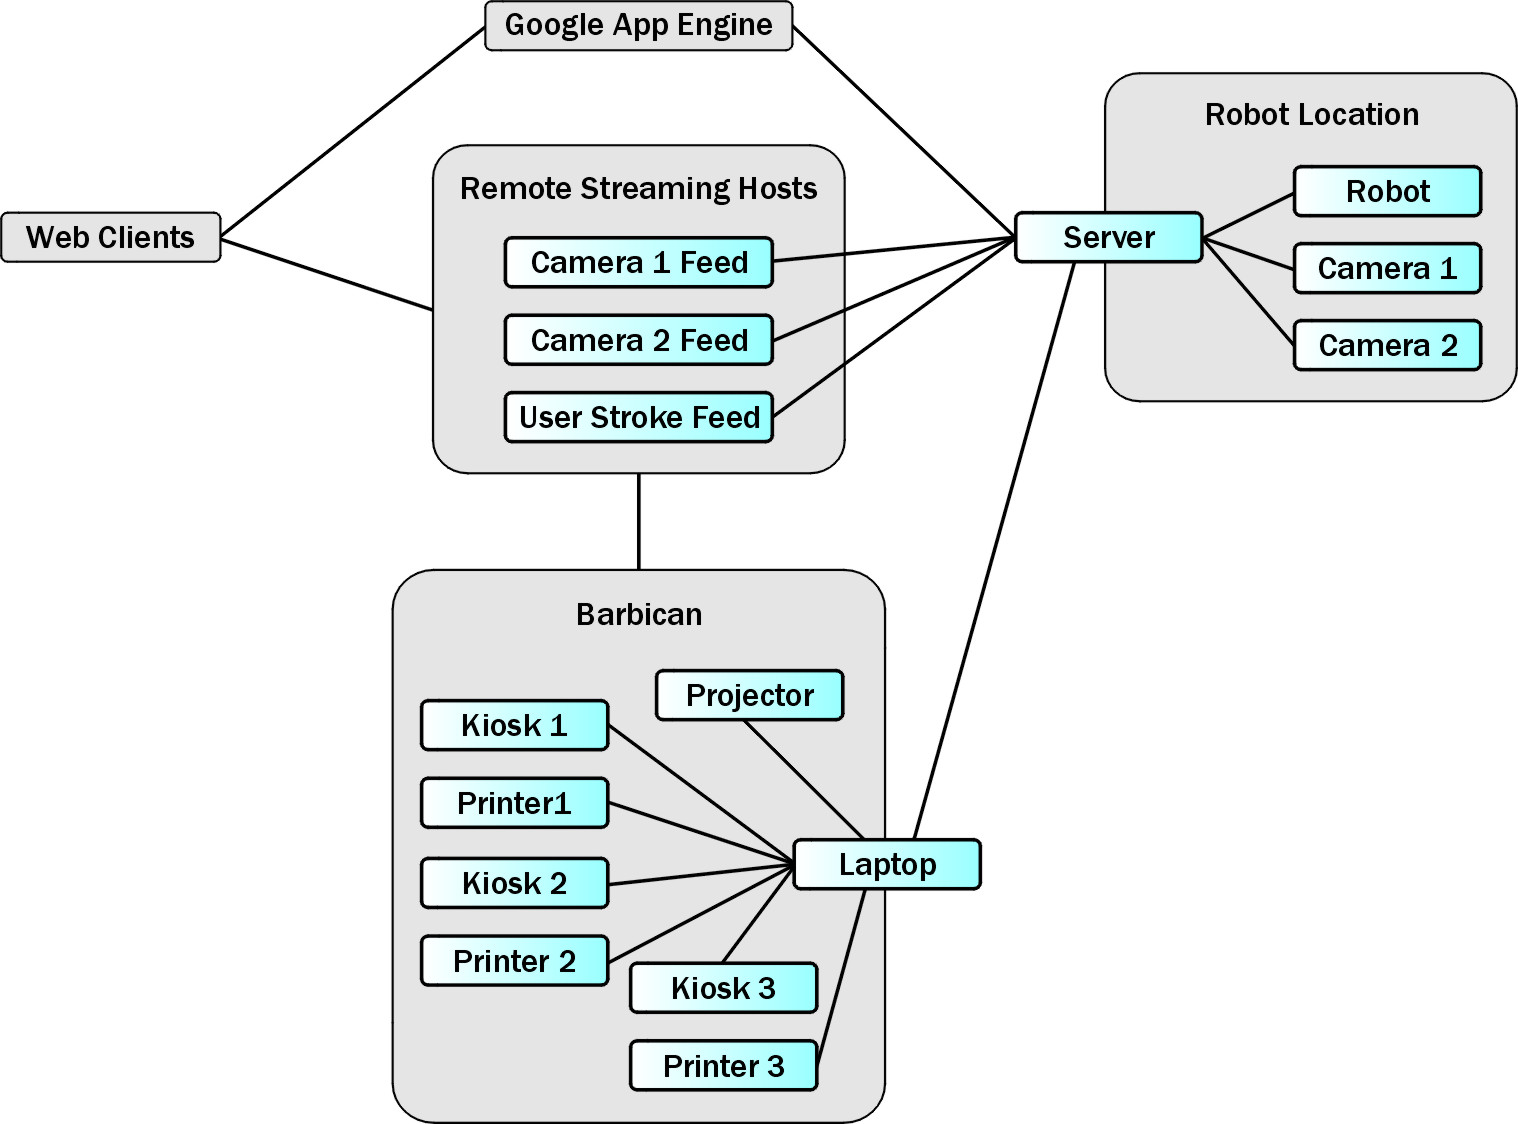 Google App Engine
Robot Location
Remote Streaming Hosts
Robot
Web Clients
Server
Camera 1 Feed
Camera 1
Camera 2 Feed
Camera 2
User Stroke Feed
Barbican
Projector
Kiosk 1
Printer1
Laptop
Kiosk 2
Printer 2
Kiosk 3
Printer 3